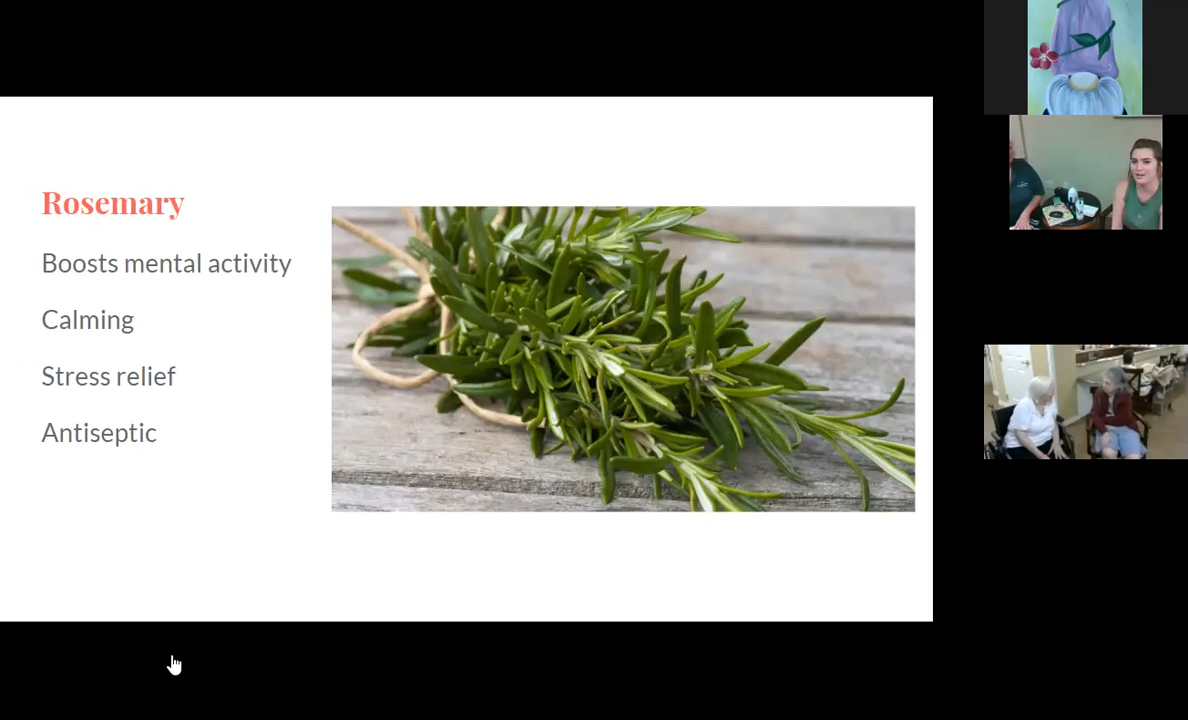 Rosemary
Boosts mental activity
Calming
Stress relief
Antiseptic